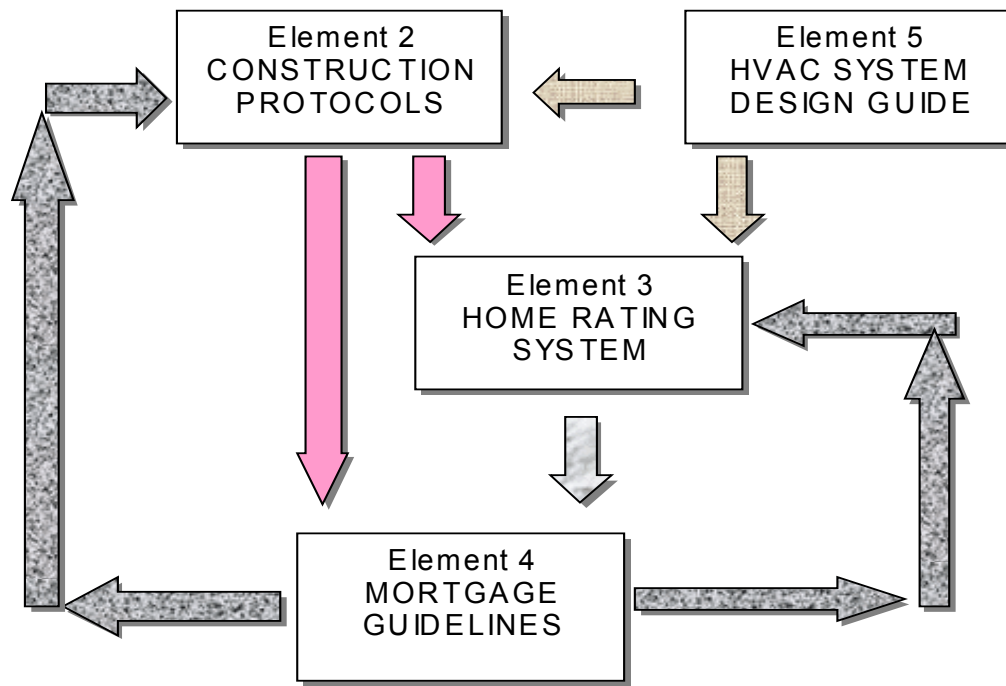 Element 2
CONSTRUCTION
PROTOCOLS
Element 5
HVAC SYSTEM
DESIGN GUIDE
Element 3
HOME RATING
SYSTEM
Element 4
MORTGAGE
GUIDELINES